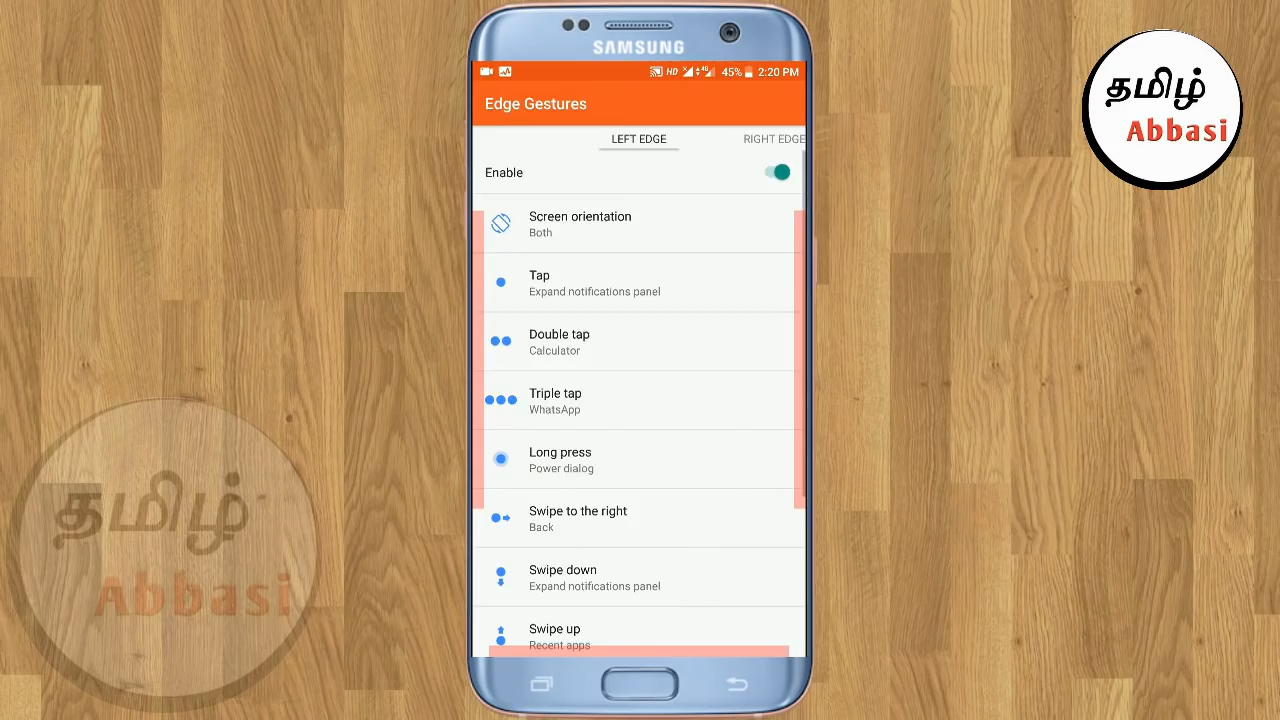 SAMSUNG
HD 4G 45% 2:20 PM
Edge Gestures
LEFT EDGE
RIGHT EDGE
Enable
Screen orientation
Both
Tap
Expand notifications panel
Double tap
Calculator
Triple tap
WhatsApp
Long press
Power dialog
Swipe to the right
Back
Swipe down
Expand notifications panel
Swipe up
Recent apps
தமிழ்
Abbasi
தமிழ்
Abbasi